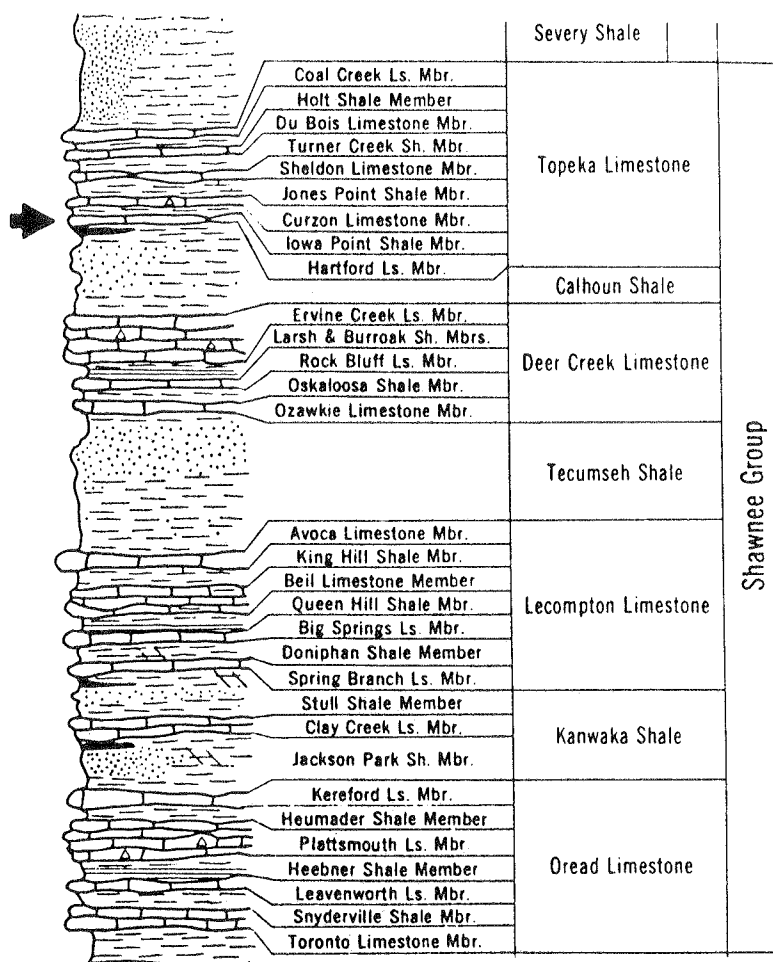 Severy Shale
Coal Creek Ls. Mbr.
Holt Shale Member
Du Bois Limestone Mbr.
Turner Creek Sh. Mbr.
Sheldon Limestone Mbr.
Jones Point Shale Mbr.
Curzon Limestone Mbr.
Iowa Point Shale Mbr.
Hartford Ls. Mbr.
Topeka Limestone
Calhoun Shale
Ervine Creek Ls. Mbr.
Larsh & Burroak Sh. Mbrs.
Rock Bluff Ls. Mbr.
Oskaloosa Shale Mbr.
Ozawkie Limestone Mbr.
Deer Creek Limestone
Tecumseh Shale
Avoca Limestone Mbr.
King Hill Shale Mbr.
Beil Limestone Member
Queen Hill Shale Mbr.
Big Springs Ls. Mbr.
Doniphan Shale Member
Spring Branch Ls. Mbr.
Lecompton Limestone
Stull Shale Member
Clay Creek Ls. Mbr.
Jackson Park Sh. Mbr.
Kanwaka Shale
Kereford Ls. Mbr.
Heumader Shale Member
Plattsmouth Ls. Mbr
Heebner Shale Member
Leavenworth Ls. Mbr.
Snyderville Shale Mbr.
Toronto Limestone Mbr.
Oread Limestone
Shawnee Group